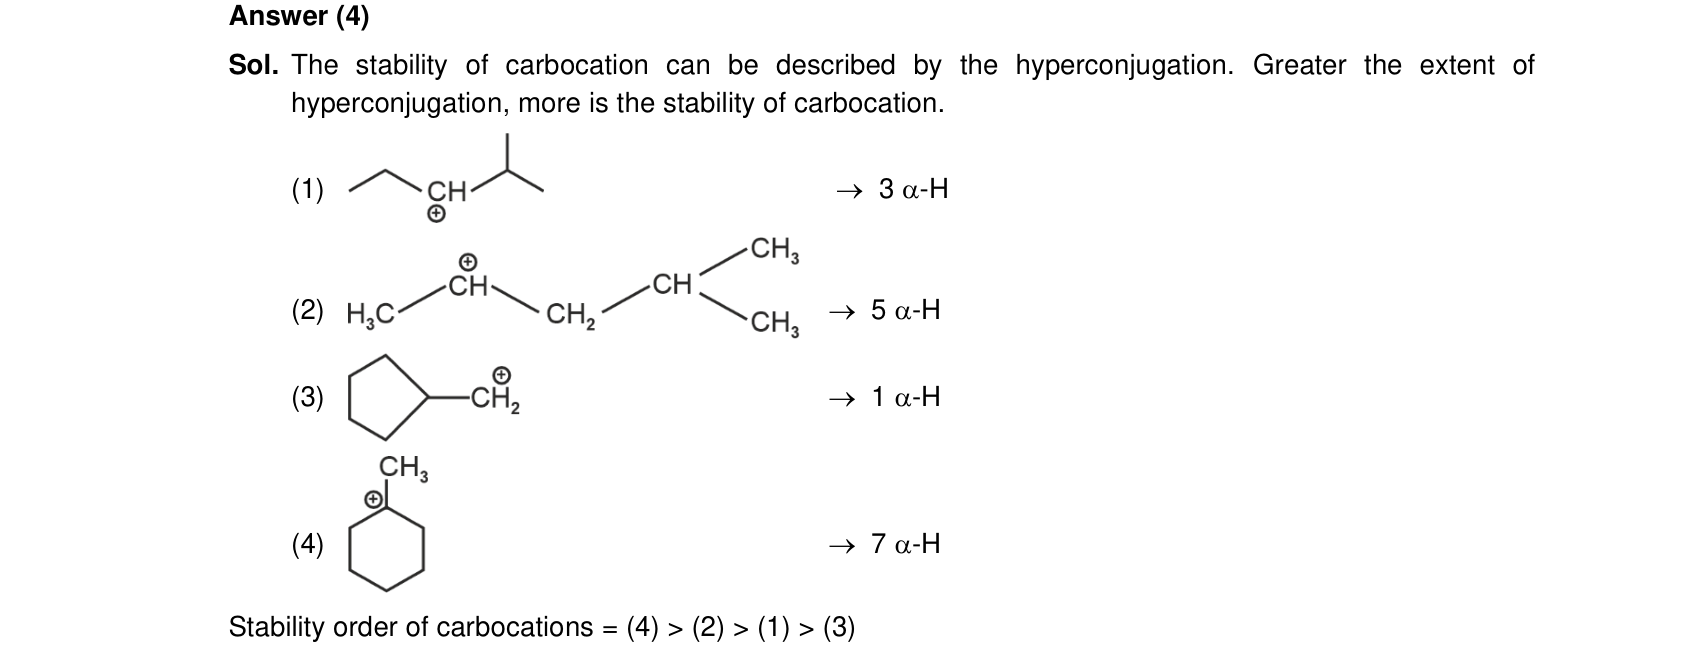 Answer (4)
Sol. The stability of carbocation can be described by the hyperconjugation. Greater the extent of
hyperconjugation, more is the stability of carbocation.
(1) CH ⊕ → 3 α-H
(2) H₃C ⊕ CH CH₂ CH CH₃ CH₃ → 5 α-H
(3) ⊕ CH₂ → 1 α-H
CH₃
⊕
(4) → 7 α-H
Stability order of carbocations = (4) > (2) > (1) > (3)